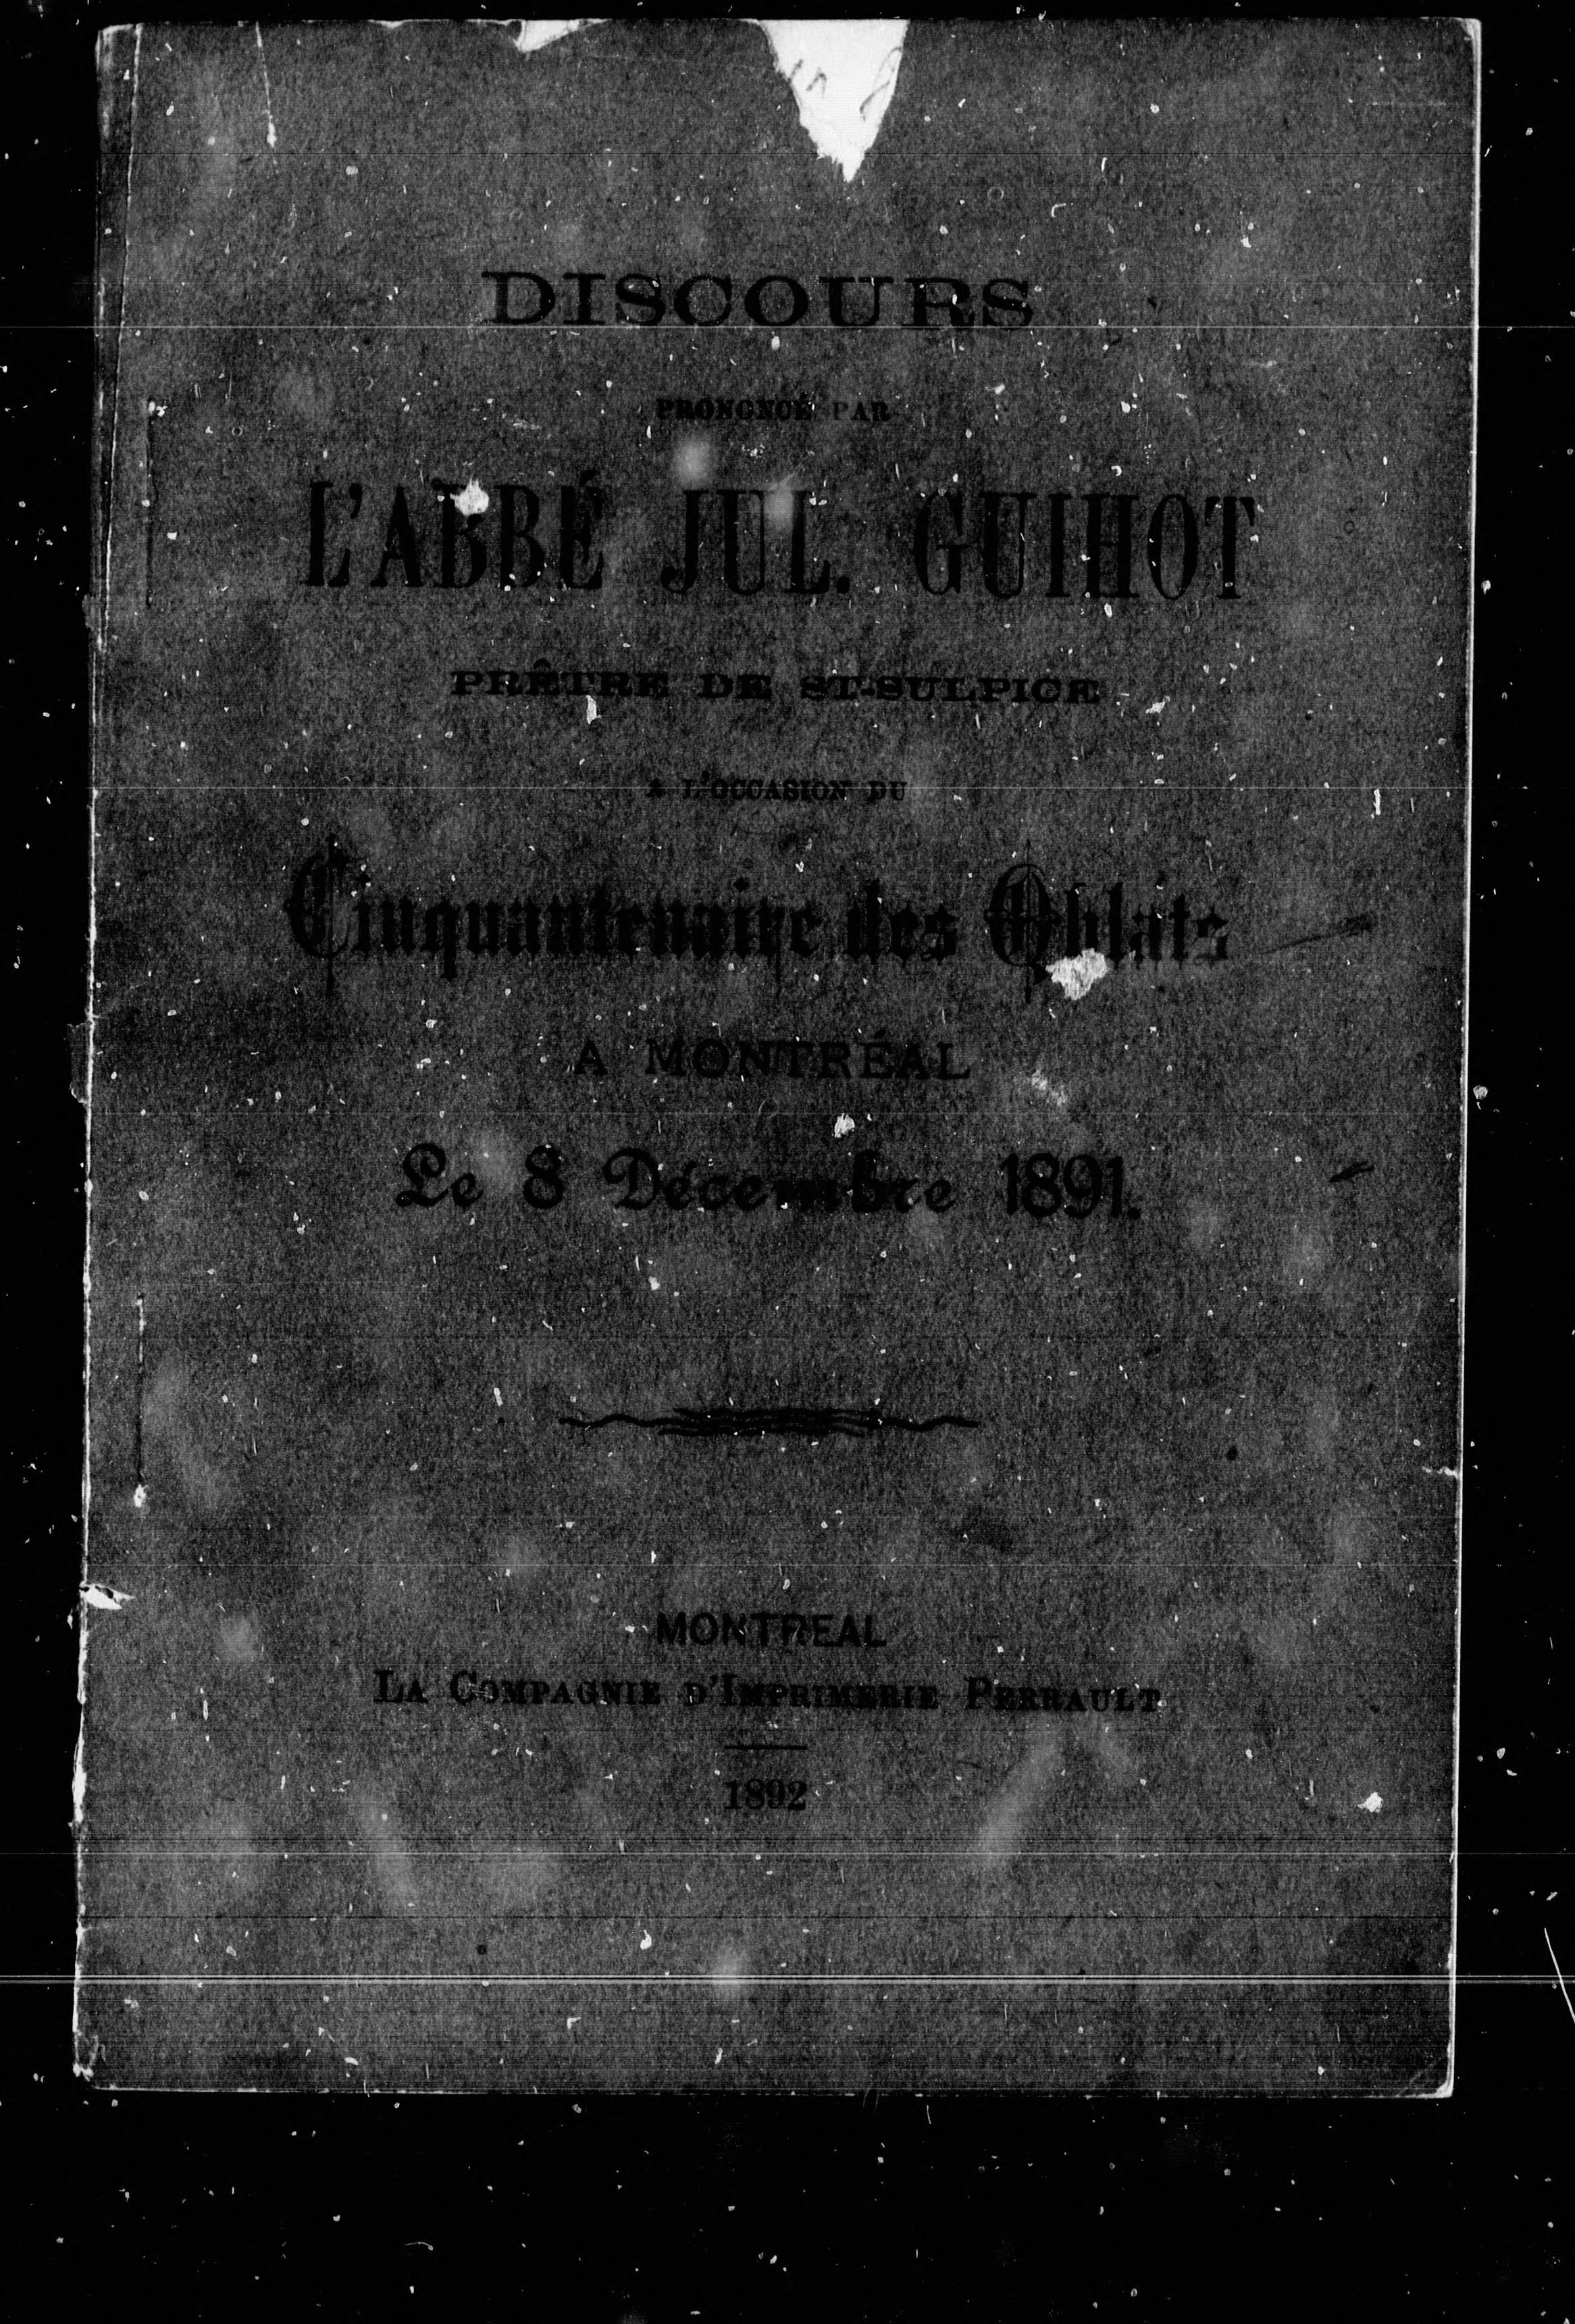 DISCOURS
PRONONCÉ PAR
L'ABBÉ JUL. GUIHOT
PRÊTRE DE ST-SULPICE
A L'OCCASION DU
Cinquantenaire des Oblats
A MONTRÉAL
Le 8 Décembre 1891.
MONTREAL
LA COMPAGNIE D'IMPRIMERIE PERRAULT
1892